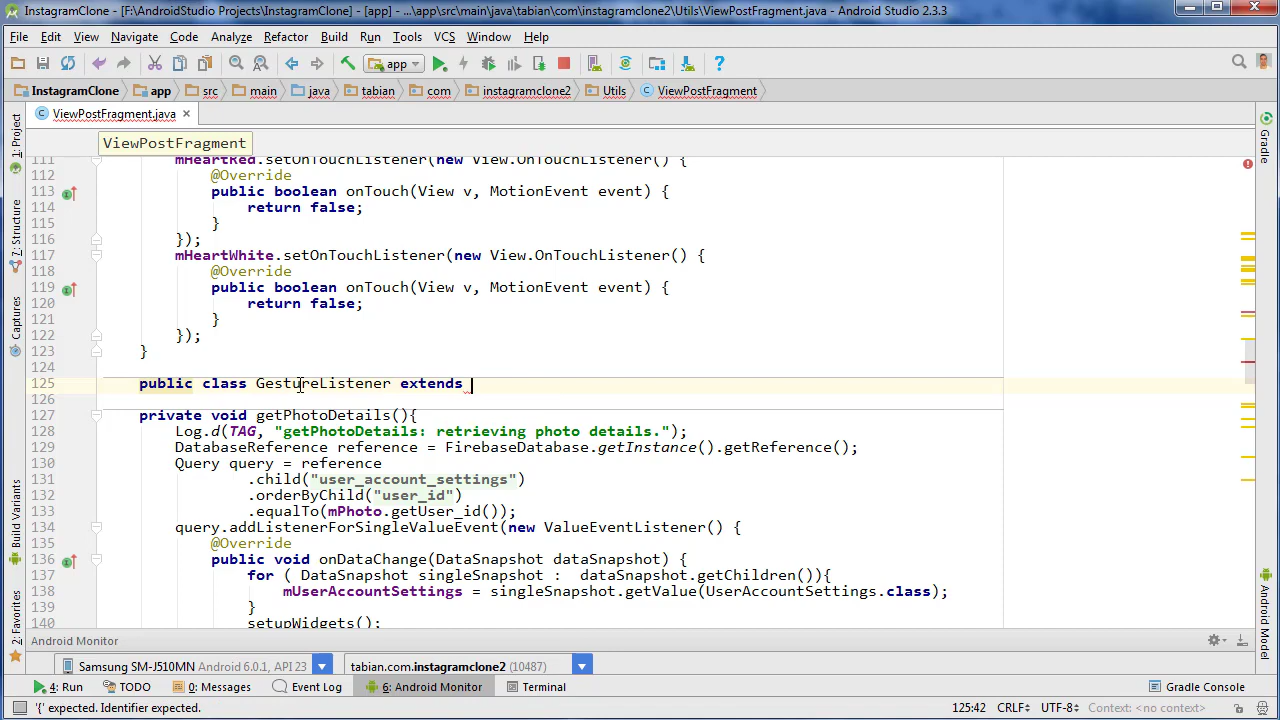 InstagramClone - [F:\AndroidStudio Projects\InstagramClone] - [app] - ...\app\src\main\java\tabian\com\instagramclone2\Utils\ViewPostFragment.java - Android Studio 2.3.3
File Edit View Navigate Code Analyze Refactor Build Run Tools VCS Window Help
app
InstagramClone app src main java tabian com instagramclone2 Utils ViewPostFragment
ViewPostFragment.java
ViewPostFragment
111 mHeartRed.setOnTouchListener(new View.OnTouchListener() {
112 @Override
113 public boolean onTouch(View v, MotionEvent event) {
114 return false;
115 }
116 });
117 mHeartWhite.setOnTouchListener(new View.OnTouchListener() {
118 @Override
119 public boolean onTouch(View v, MotionEvent event) {
120 return false;
121 }
122 });
123 }
124
125 public class GestureListener extends
126
127 private void getPhotoDetails(){
128 Log.d(TAG, "getPhotoDetails: retrieving photo details.");
129 DatabaseReference reference = FirebaseDatabase.getInstance().getReference();
130 Query query = reference
131 .child("user_account_settings")
132 .orderByChild("user_id")
133 .equalTo(mPhoto.getUser_id());
134 query.addListenerForSingleValueEvent(new ValueEventListener() {
135 @Override
136 public void onDataChange(DataSnapshot dataSnapshot) {
137 for ( DataSnapshot singleSnapshot : dataSnapshot.getChildren()){
138 mUserAccountSettings = singleSnapshot.getValue(UserAccountSettings.class);
139 }
140 setupWidgets();
1: Project
7: Structure
Captures
Build Variants
2: Favorites
Gradle
Android Model
Android Monitor
Samsung SM-J510MN Android 6.0.1, API 23 tabian.com.instagramclone2 (10487)
4: Run TODO 0: Messages Event Log 6: Android Monitor Terminal Gradle Console
'{' expected. Identifier expected. 125:42 CRLF UTF-8 Context: <no context>